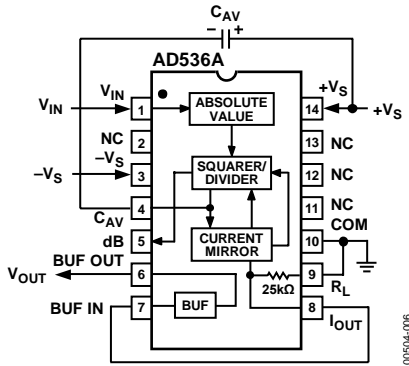 CAV
− +
AD536A
VIN
VIN
1
ABSOLUTE
VALUE
14
+VS
+VS
NC
2
13
NC
−VS
−VS
3
SQUARER/
DIVIDER
12
NC
CAV
4
11
NC
dB
5
CURRENT
MIRROR
10
COM
BUF OUT
VOUT
6
25kΩ
9
RL
BUF IN
7
BUF
8
IOUT
00504-006